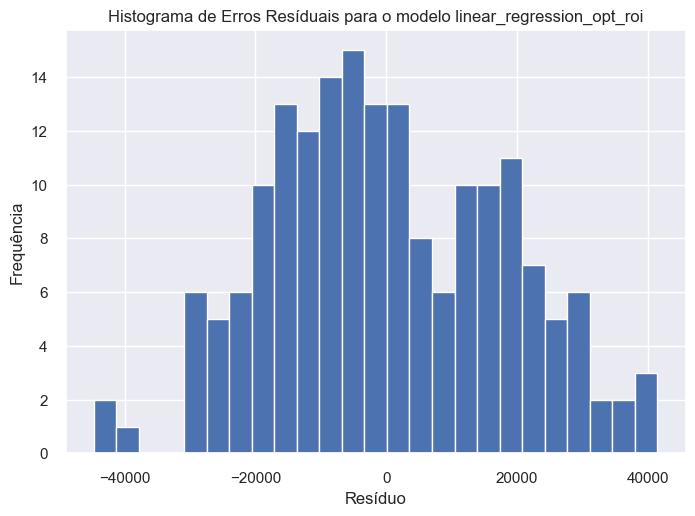 Histograma de Erros Resíduais para o modelo linear_regression_opt_roi
14
12
10
8
6
4
2
0
Frequência
−40000 −20000 0 20000 40000
Resíduo